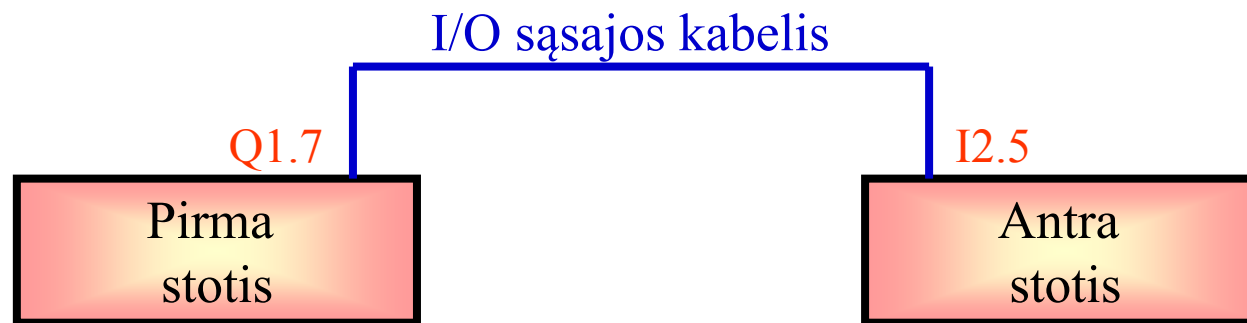 I/O sąsajos kabelis
Q1.7
I2.5
Pirma
stotis
Antra
stotis